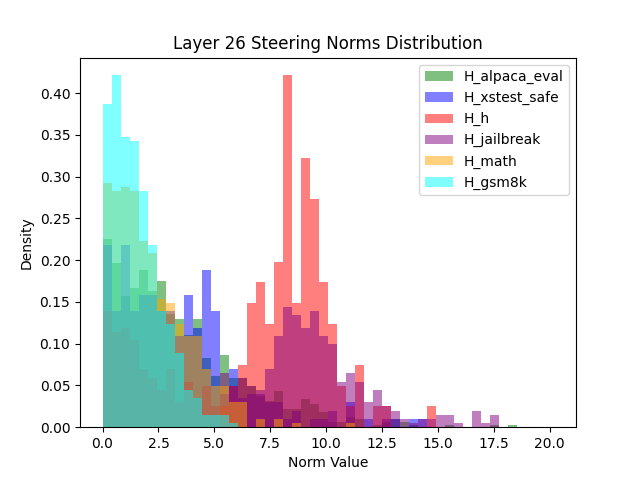 Layer 26 Steering Norms Distribution
H_alpaca_eval
H_xstest_safe
H_h
H_jailbreak
H_math
H_gsm8k
Density
0.40
0.35
0.30
0.25
0.20
0.15
0.10
0.05
0.00
0.0 2.5 5.0 7.5 10.0 12.5 15.0 17.5 20.0
Norm Value